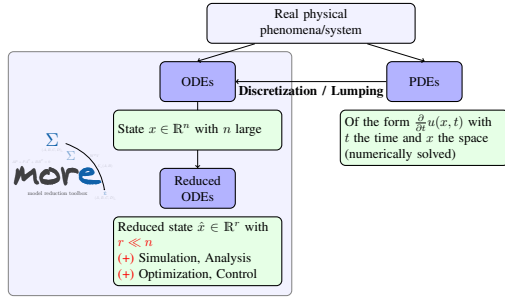 Real physical
phenomena/system
ODEs
PDEs
Discretization / Lumping
State x ∈ ℝⁿ with n large
Of the form ∂/∂t u(x, t) with
t the time and x the space
(numerically solved)
Σ
Σ
more
model reduction toolbox
Σ
Reduced
ODEs
Reduced state x̂ ∈ ℝʳ with
r ≪ n
(+) Simulation, Analysis
(+) Optimization, Control